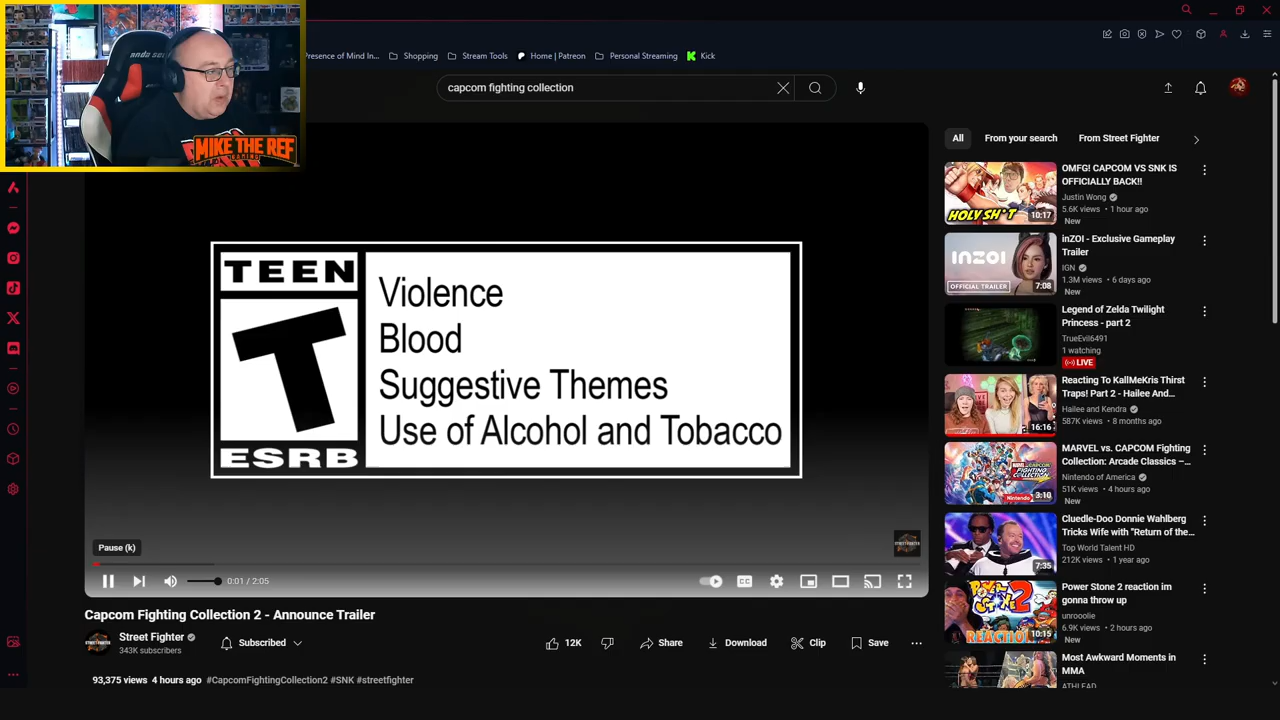 MIKE THE REF
GAMING
Presence of Mind In...
Shopping
Stream Tools
Home | Patreon
Personal Streaming
Kick
capcom fighting collection
TEEN
T
ESRB
Violence
Blood
Suggestive Themes
Use of Alcohol and Tobacco
Pause (k)
0:01 / 2:05
Capcom Fighting Collection 2 - Announce Trailer
Street Fighter
343K subscribers
Subscribed
12K
Share
Download
Clip
Save
93,375 views 4 hours ago #CapcomFightingCollection2 #SNK #streetfighter
All
From your search
From Street Fighter
HOLY SH*T
10:17
OMFG! CAPCOM VS SNK IS
OFFICIALLY BACK!!
Justin Wong
5.6K views • 1 hour ago
New
INZOI
OFFICIAL TRAILER
7:08
inZOI - Exclusive Gameplay
Trailer
IGN
1.3M views • 6 days ago
New
Legend of Zelda Twilight
Princess - part 2
TrueEvil6491
1 watching
LIVE
16:16
Reacting To KallMeKris Thirst
Traps! Part 2 - Hailee And...
Hailee and Kendra
587K views • 8 months ago
3:10
MARVEL vs. CAPCOM Fighting
Collection: Arcade Classics –...
Nintendo of America
51K views • 4 hours ago
New
7:35
Cluedle-Doo Donnie Wahlberg
Tricks Wife with "Return of the...
Top World Talent HD
212K views • 1 year ago
REACTION
10:15
Power Stone 2 reaction im
gonna throw up
unrooolie
6.9K views • 2 hours ago
New
Most Awkward Moments in
MMA
ATHLEAD